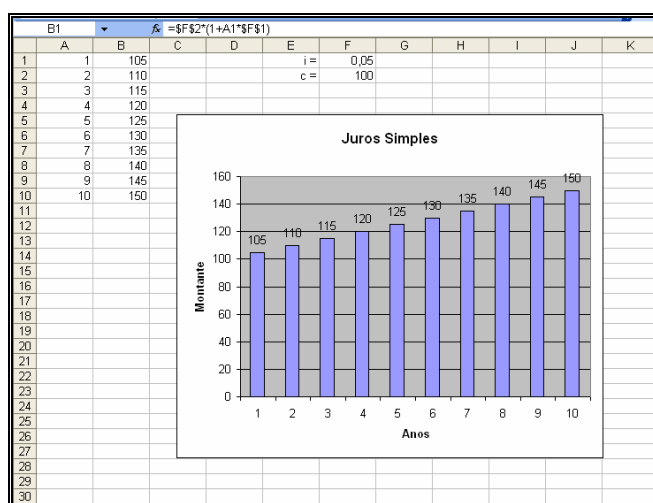 B1 fx =$F$2*(1+A1*$F$1)
A B C D E F G H I J K
1 1 105 i = 0,05
2 2 110 c = 100
3 3 115
4 4 120
5 5 125
6 6 130
7 7 135
8 8 140
9 9 145
10 10 150
11
12
13
14
15
16
17
18
19
20
21
22
23
24
25
26
27
28
29
30
Juros Simples
160
140
120
100
80
60
40
20
0
105 110 115 120 125 130 135 140 145 150
1 2 3 4 5 6 7 8 9 10
Montante
Anos